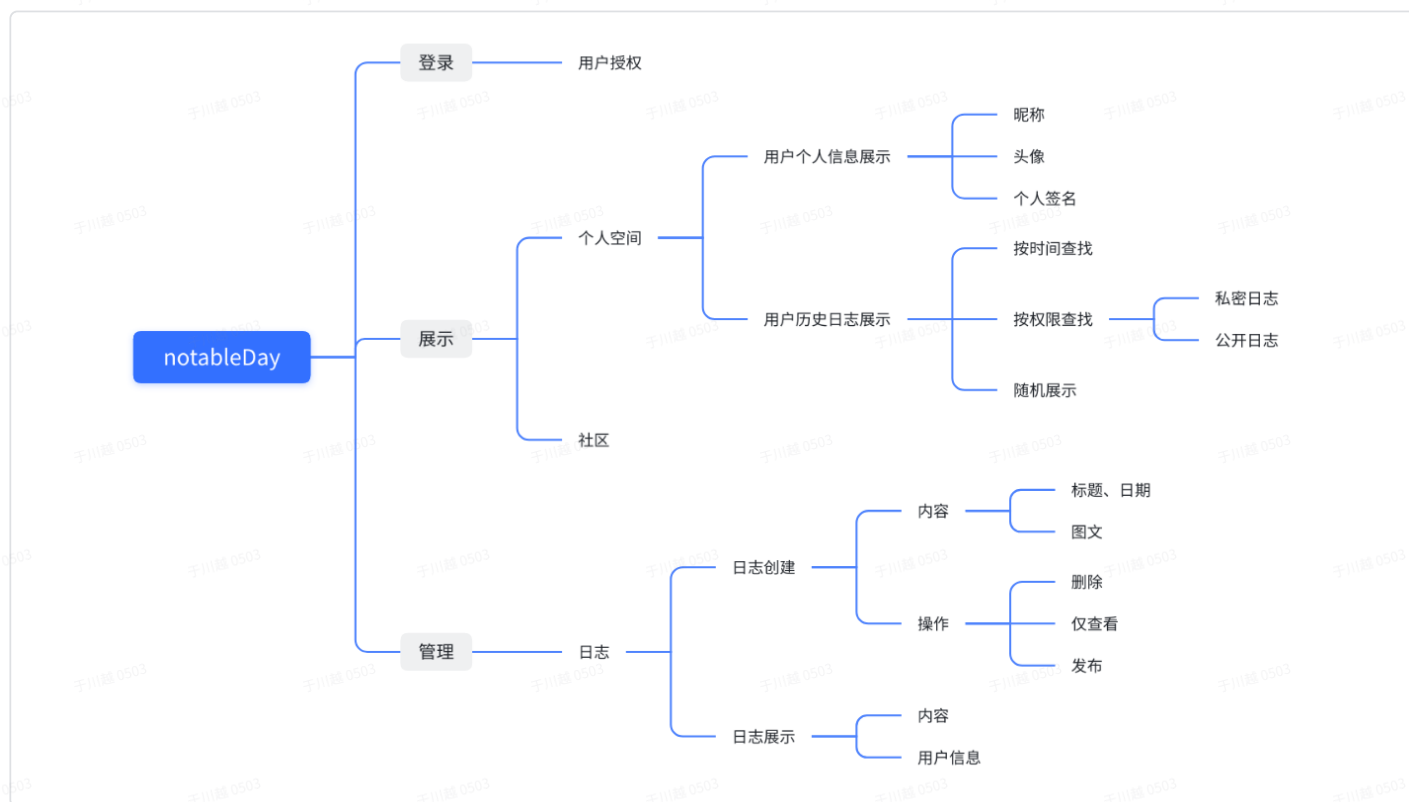 登录
用户授权
昵称
用户个人信息展示
头像
个人签名
个人空间
按时间查找
私密日志
用户历史日志展示
按权限查找
展示
公开日志
notableDay
随机展示
社区
标题、日期
内容
图文
日志创建
删除
操作
仅查看
管理
日志
发布
内容
日志展示
用户信息
于川越 0503